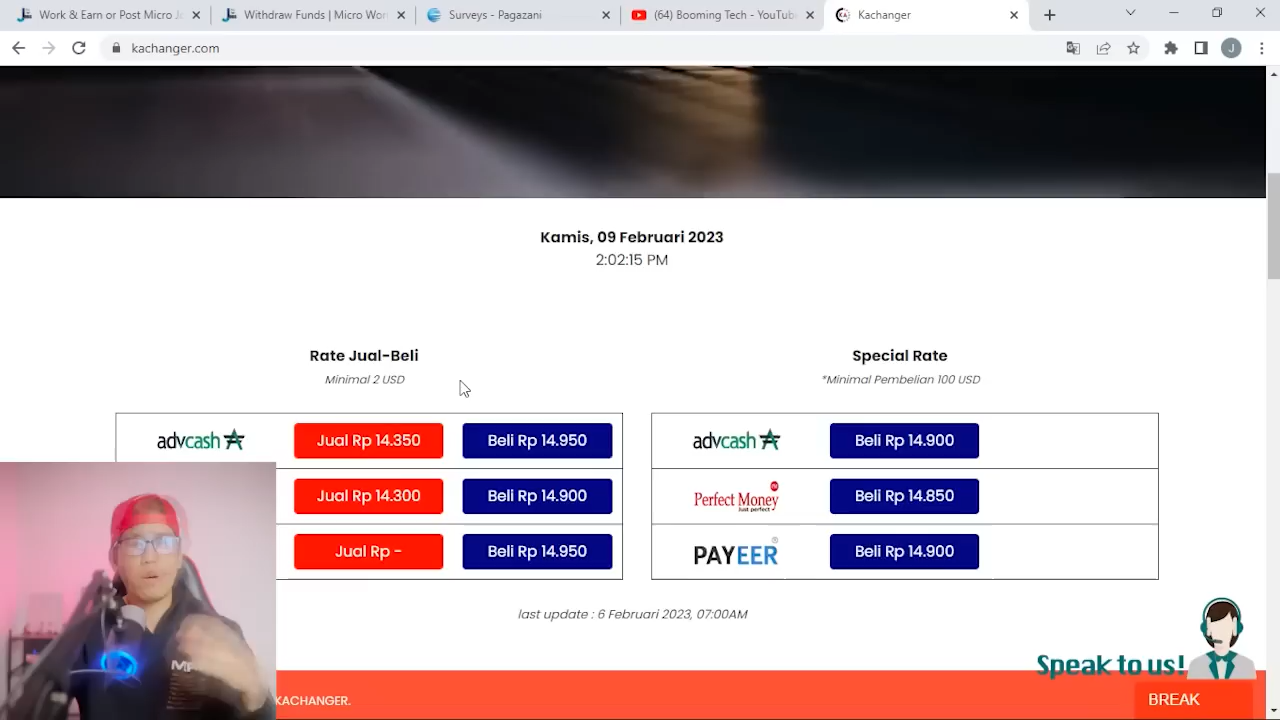 Work & Earn or Post Micro J
Withdraw Funds | Micro Wor
Surveys - Pagazani
(64) Booming Tech - YouTub
Kachanger
kachanger.com
J
Kamis, 09 Februari 2023
2:02:15 PM
Rate Jual-Beli
Minimal 2 USD
Special Rate
*Minimal Pembelian 100 USD
advcash Jual Rp 14.350 Beli Rp 14.950
advcash Beli Rp 14.900
Jual Rp 14.300 Beli Rp 14.900
Perfect Money Just perfect Beli Rp 14.850
Jual Rp - Beli Rp 14.950
PAYEER Beli Rp 14.900
last update : 6 Februari 2023, 07:00AM
Speak to us!
KACHANGER.
BREAK